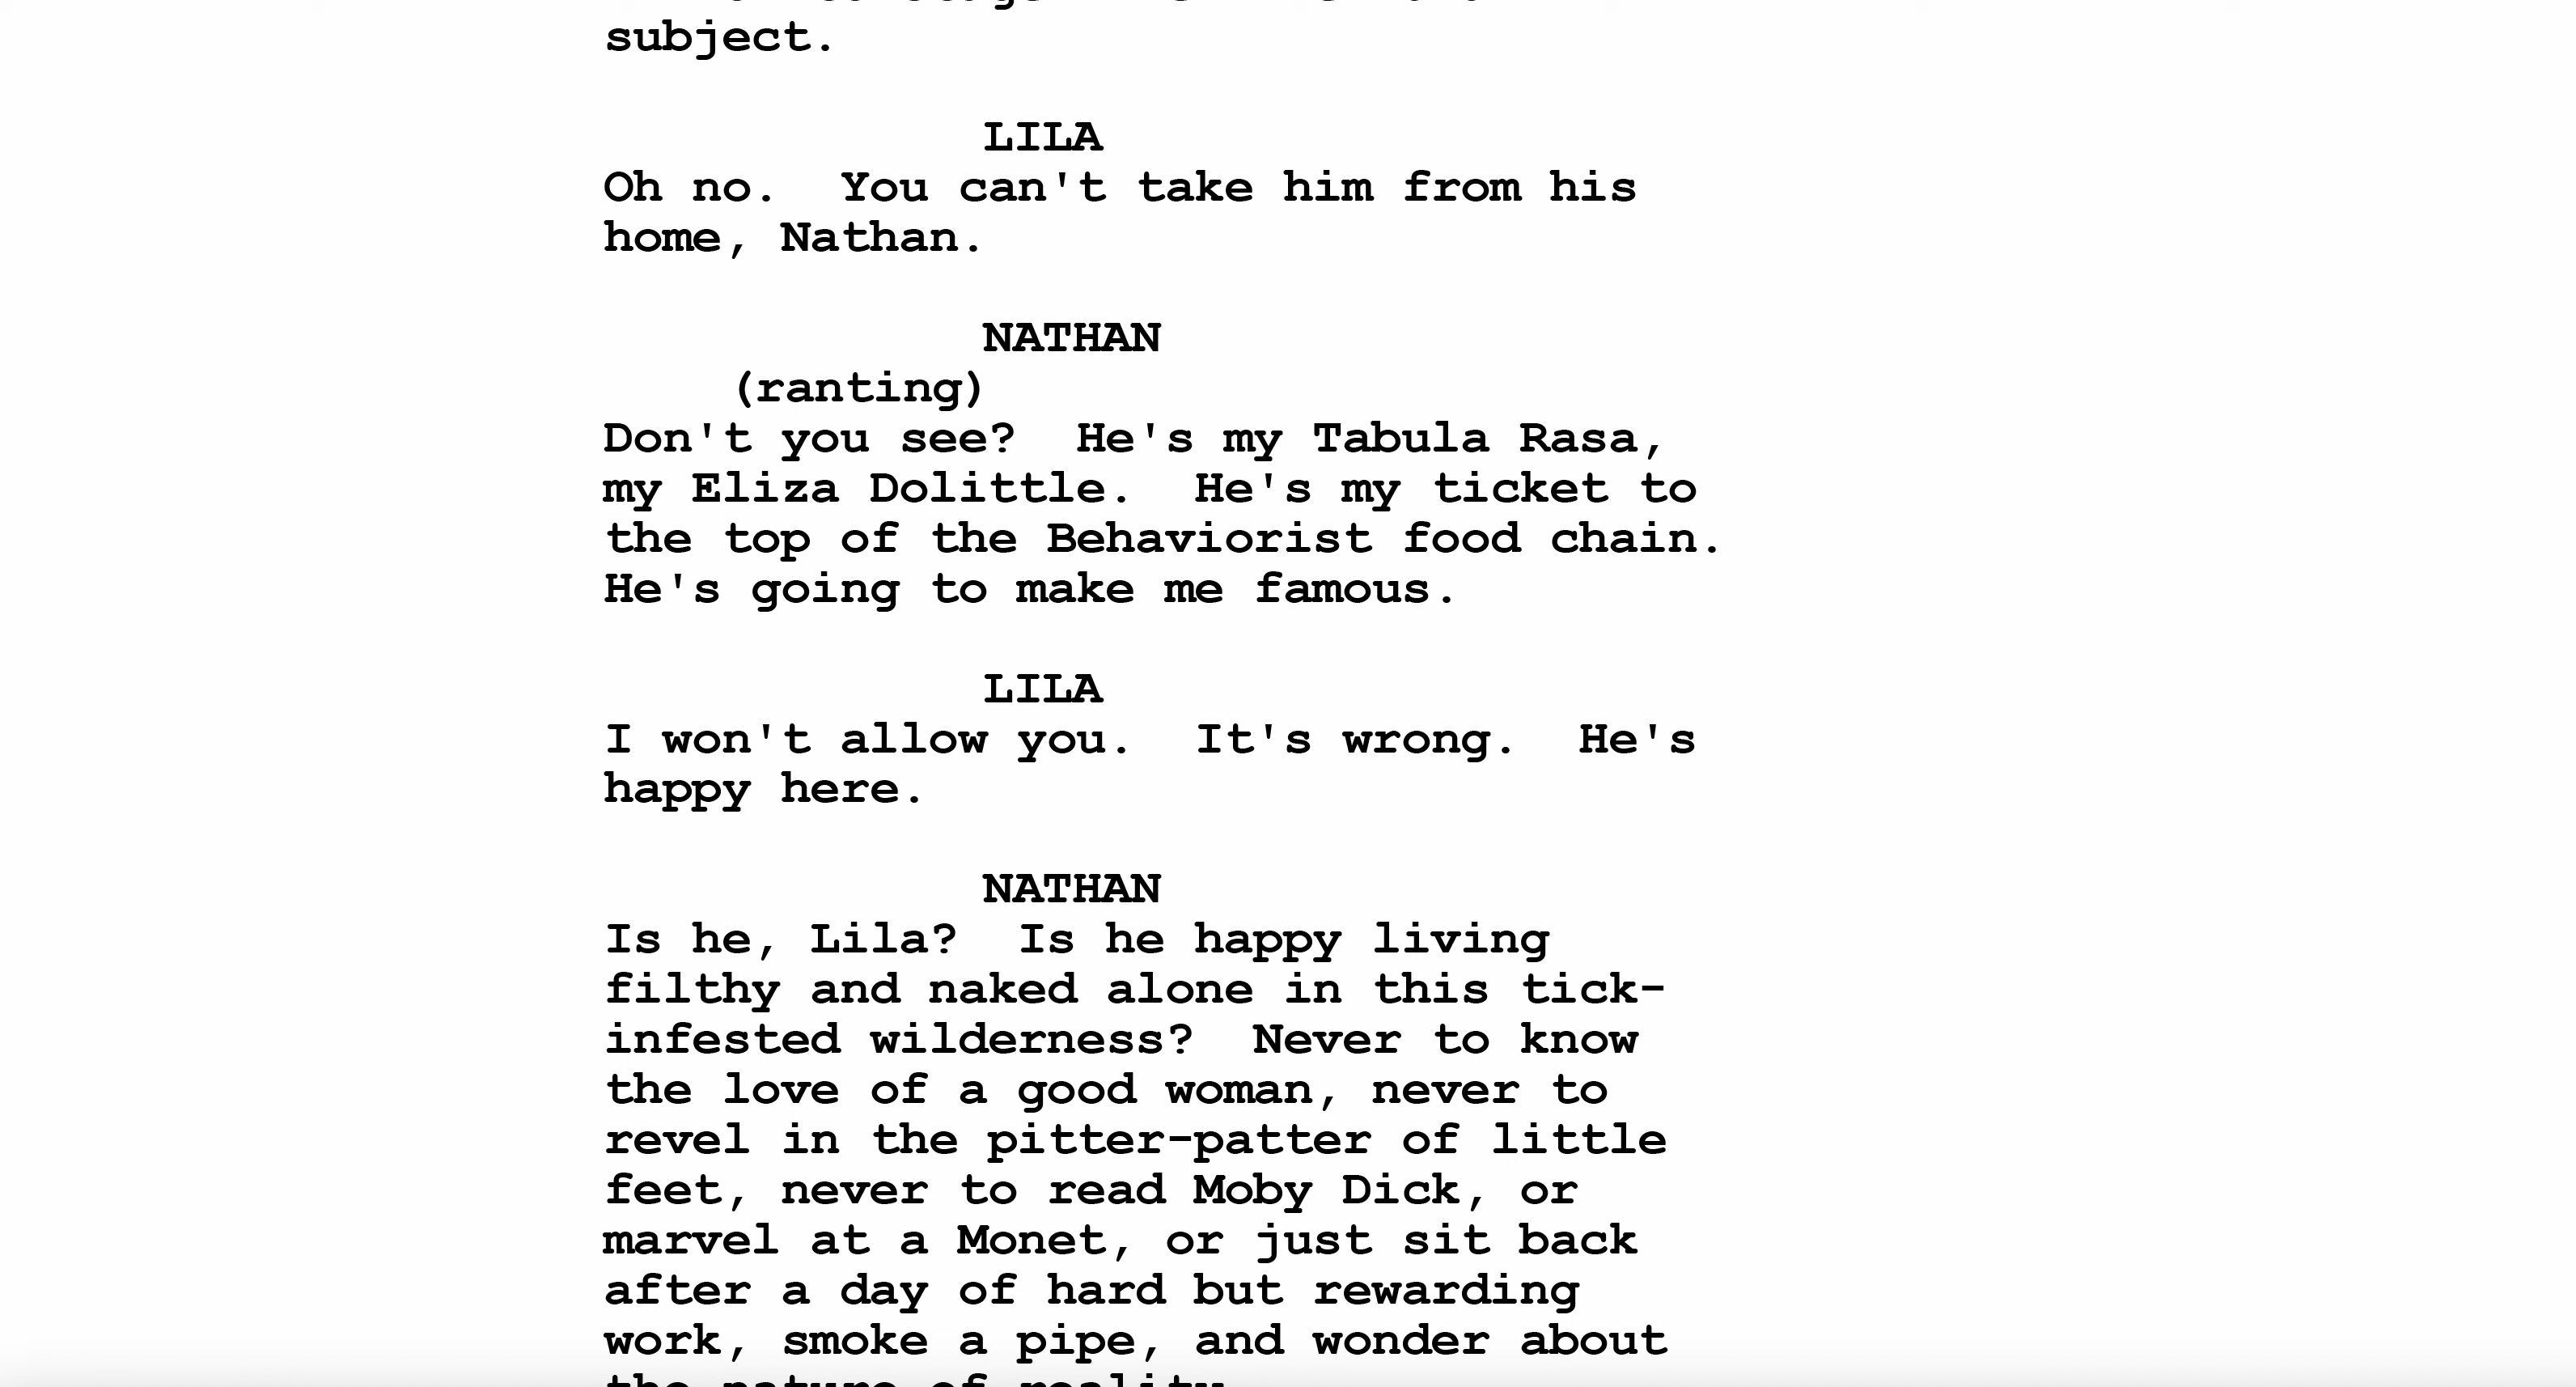 subject.
LILA
Oh no.  You can't take him from his
home, Nathan.
NATHAN
(ranting)
Don't you see?  He's my Tabula Rasa,
my Eliza Dolittle.  He's my ticket to
the top of the Behaviorist food chain.
He's going to make me famous.
LILA
I won't allow you.  It's wrong.  He's
happy here.
NATHAN
Is he, Lila?  Is he happy living
filthy and naked alone in this tick-
infested wilderness?  Never to know
the love of a good woman, never to
revel in the pitter-patter of little
feet, never to read Moby Dick, or
marvel at a Monet, or just sit back
after a day of hard but rewarding
work, smoke a pipe, and wonder about
the nature of reality.